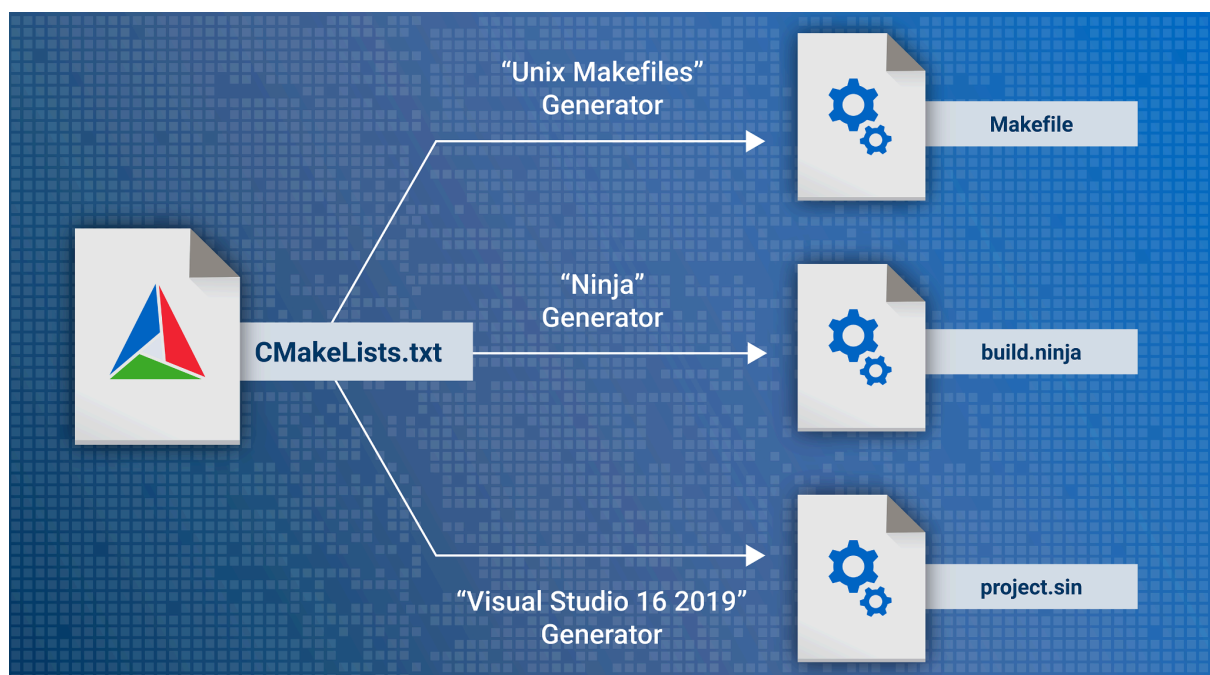 “Unix Makefiles”
Generator
Makefile
“Ninja”
Generator
CMakeLists.txt
build.ninja
“Visual Studio 16 2019”
Generator
project.sin